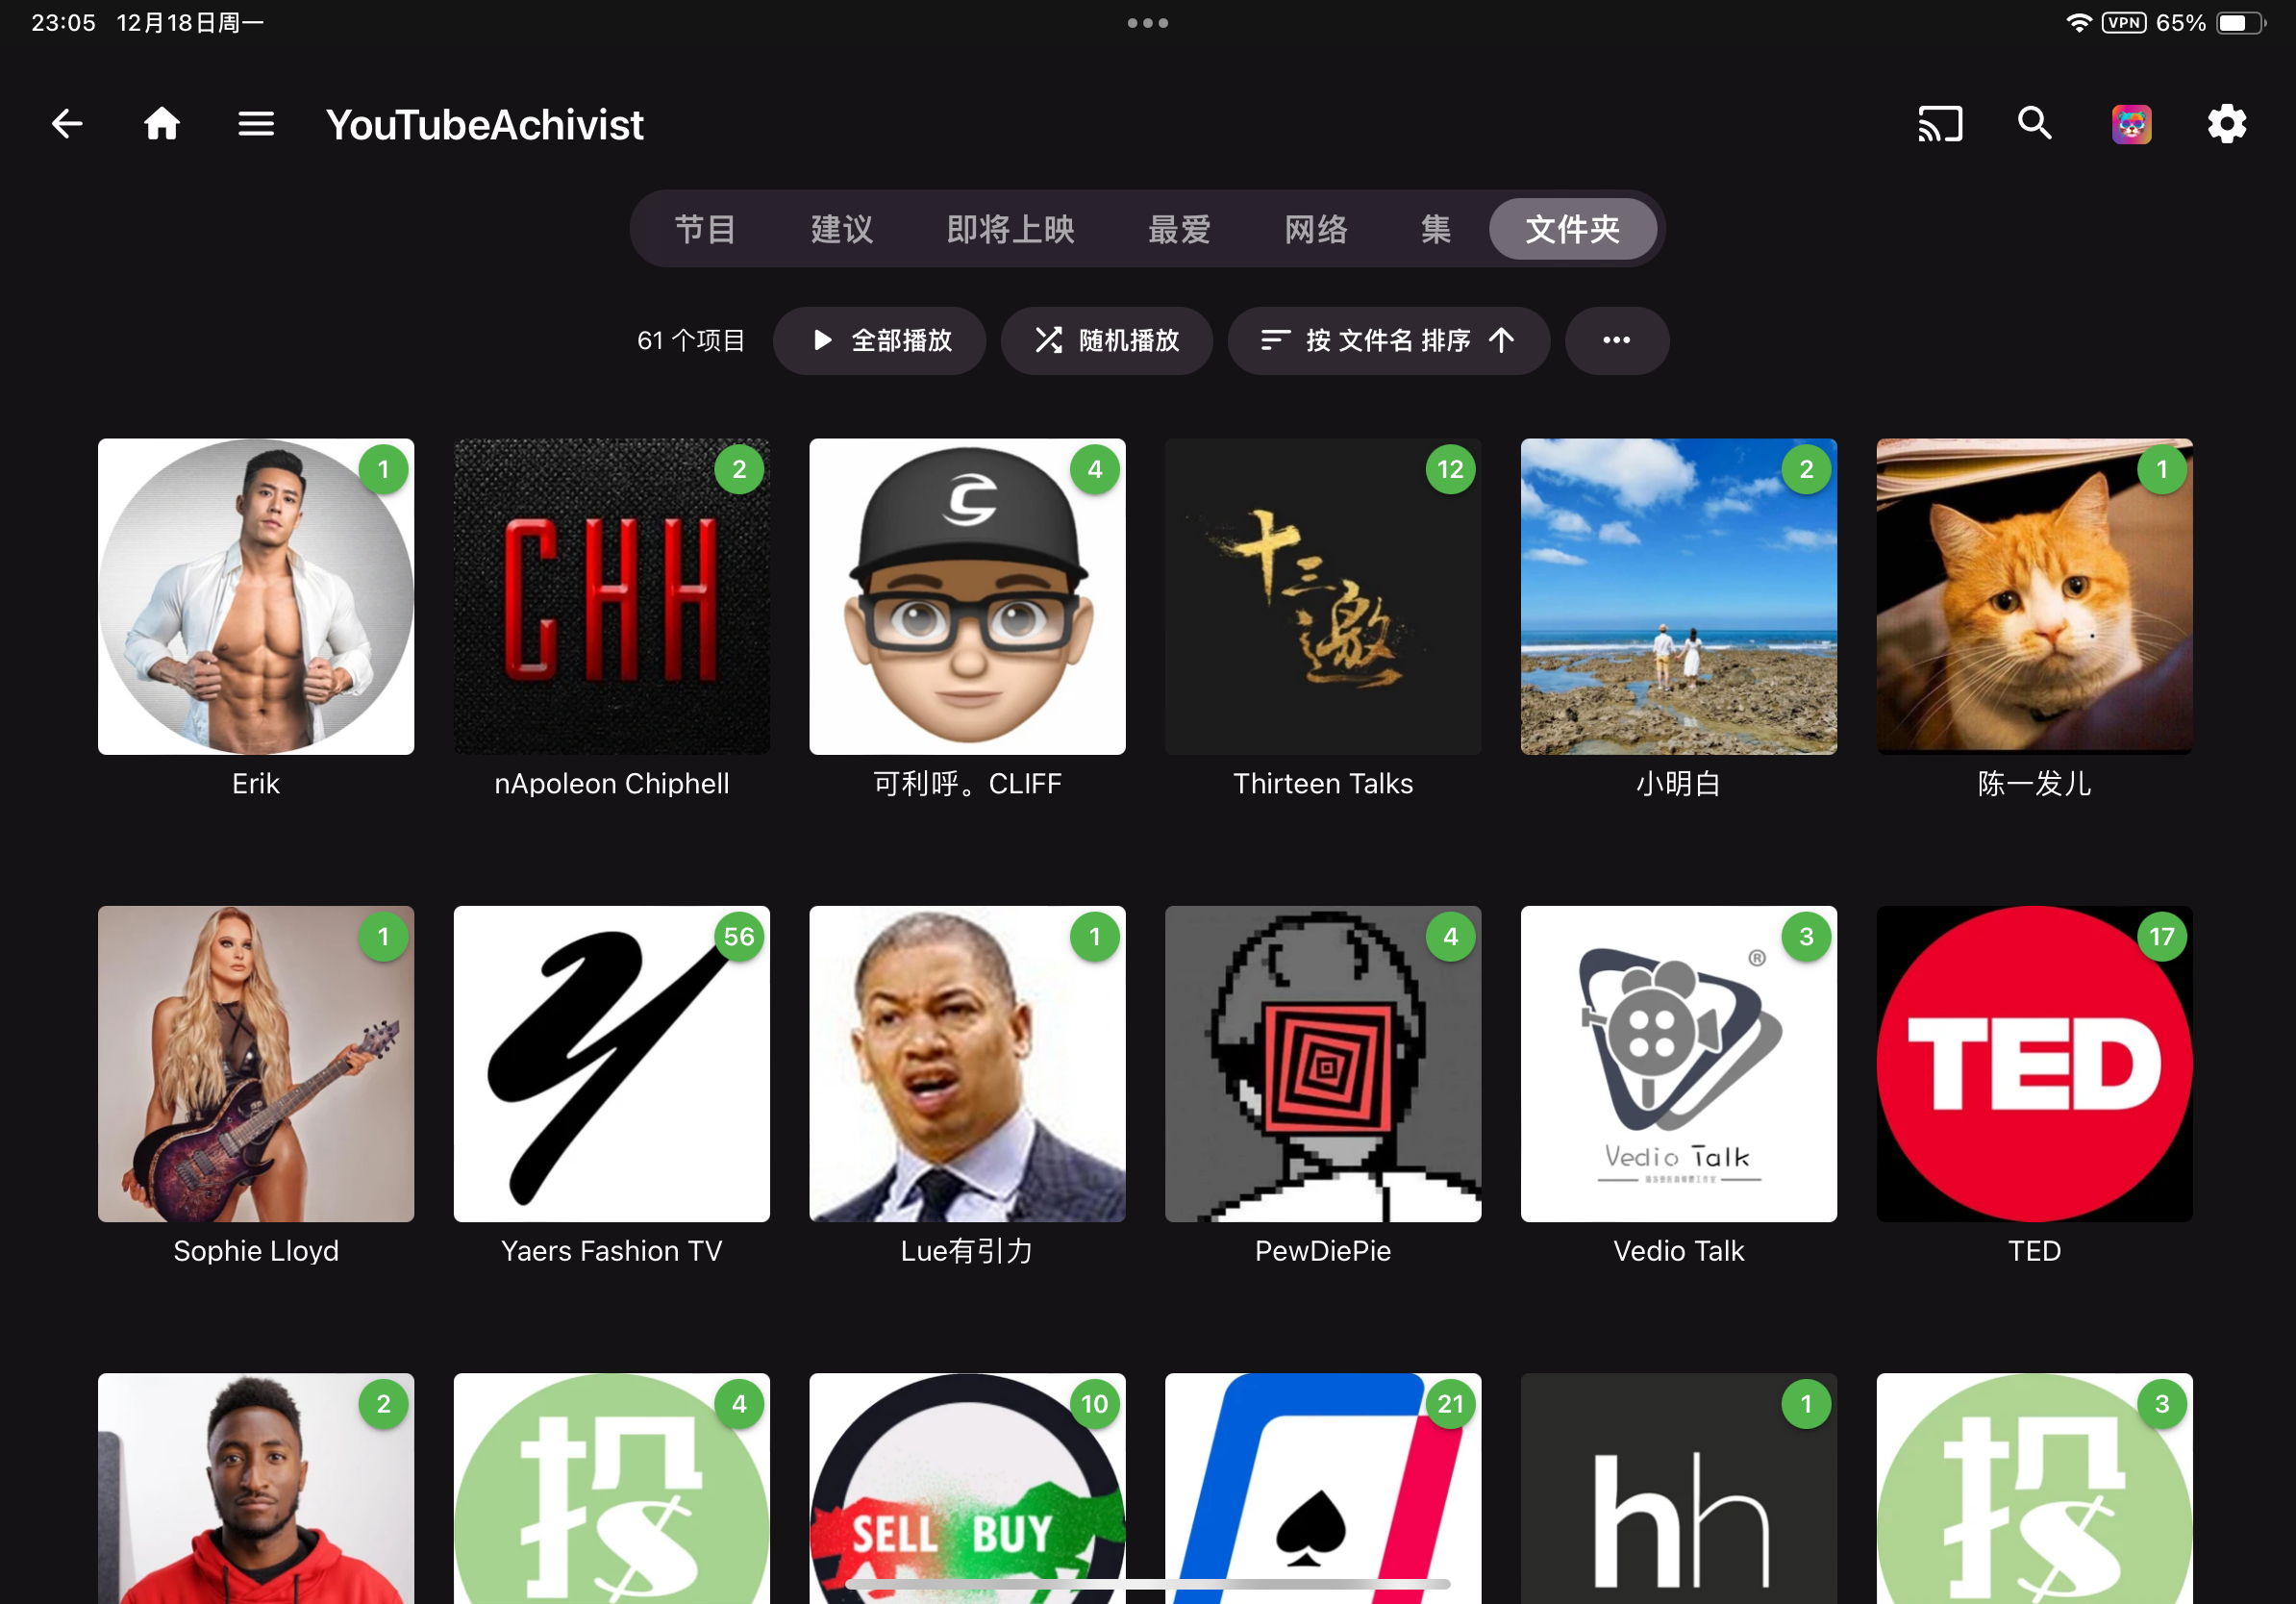 23:05 12月18日周一
VPN 65%
YouTubeAchivist
节目 建议 即将上映 最爱 网络 集 文件夹
61 个项目 全部播放 随机播放 按 文件名 排序
1 2 4 12 2 1
CHH
十三邀
Erik nApoleon Chiphell 可利呼。CLIFF Thirteen Talks 小明白 陈一发儿
1 56 1 4 3 17
®
TED
Vedio Talk
Sophie Lloyd Yaers Fashion TV Lue有引力 PewDiePie Vedio Talk TED
2 4 10 21 1 3
SELL BUY
hh